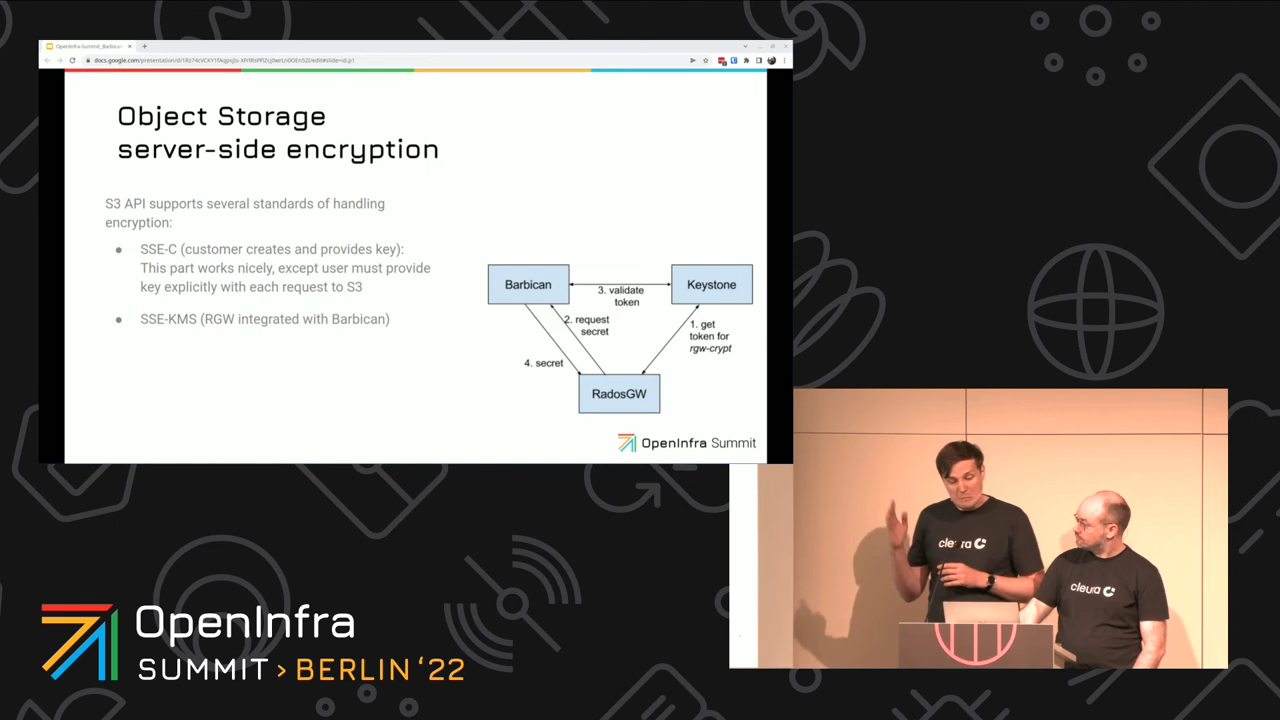 Object Storage
server-side encryption
S3 API supports several standards of handling
encryption:
● SSE-C (customer creates and provides key):
This part works nicely, except user must provide
key explicitly with each request to S3
● SSE-KMS (RGW integrated with Barbican)
Barbican
Keystone
3. validate
token
2. request
secret
1. get
token for
rgw-crypt
4. secret
RadosGW
OpenInfra Summit
cleura
cleura
OpenInfra
SUMMIT > BERLIN ‘22